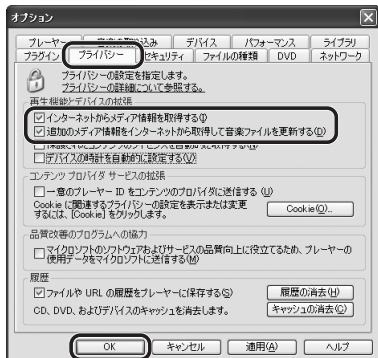 オプション
プレーヤー
デバイス
パフォーマンス
ライブラリ
プラグイン
プライバシー
セキュリティ
ファイルの種類
DVD
ネットワーク
プライバシーの設定を指定します。
プライバシーの詳細について参照する。
再生機能とデバイスの拡張
インターネットからメディア情報を取得する(I)
追加のメディア情報をインターネットから取得して音楽ファイルを更新する(D)
デバイスの時計を自動的に設定する(V)
コンテンツ プロバイダ サービスの拡張
一意のプレーヤー ID をコンテンツのプロバイダに送信する (U)
Cookie に関連するプライバシーの設定を表示または変更
するには、[Cookie] をクリックします。
Cookie(O)...
品質改善のプログラムへの協力
マイクロソフトのソフトウェアおよびサービスの品質向上に役立てるため、プレーヤーの
使用データをマイクロソフトに送信する(M)
履歴
ファイルや URL の履歴をプレーヤーに保存する(S)
履歴の消去(H)
CD、DVD、およびデバイスのキャッシュを消去します。
キャッシュの消去(C)
OK
キャンセル
適用(A)
ヘルプ